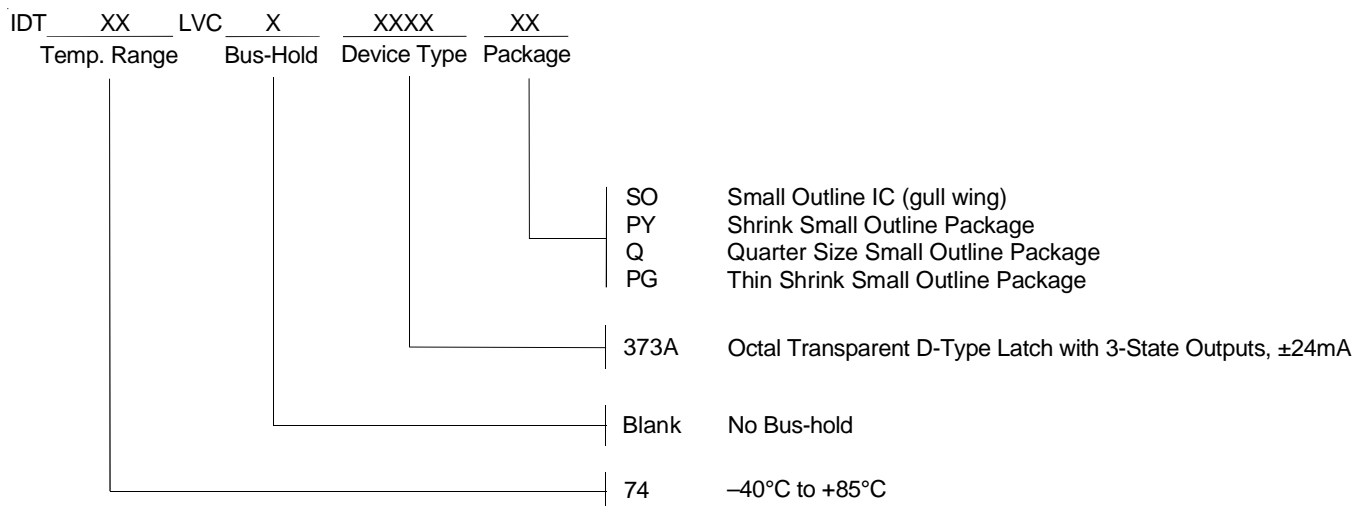 IDT XX LVC X XXXX XX
Temp. Range Bus-Hold Device Type Package
SO Small Outline IC (gull wing)
PY Shrink Small Outline Package
Q Quarter Size Small Outline Package
PG Thin Shrink Small Outline Package
373A Octal Transparent D-Type Latch with 3-State Outputs, ±24mA
Blank No Bus-hold
74 –40°C to +85°C